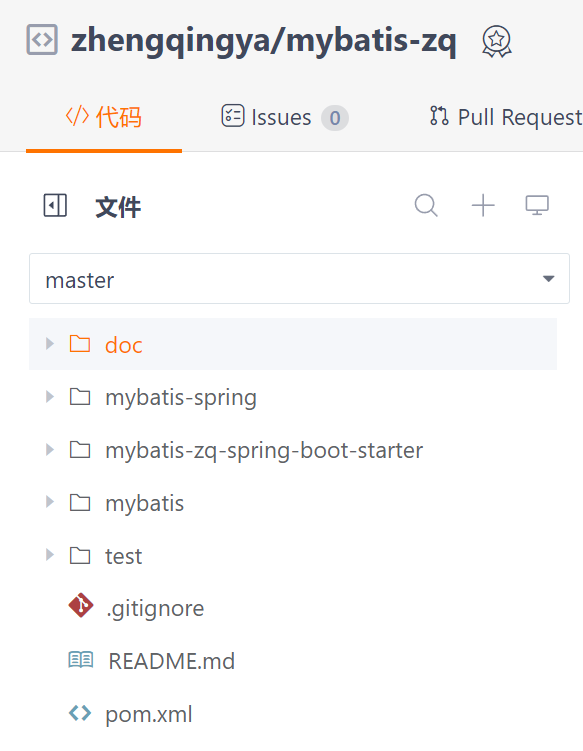 zhengqingya/mybatis-zq
代码 Issues 0 Pull Request
文件
master
doc
mybatis-spring
mybatis-zq-spring-boot-starter
mybatis
test
.gitignore
README.md
pom.xml